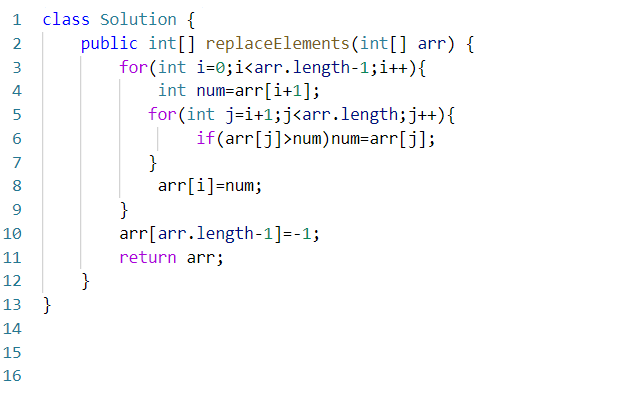 1 class Solution {
2     public int[] replaceElements(int[] arr) {
3         for(int i=0;i<arr.length-1;i++){
4             int num=arr[i+1];
5            for(int j=i+1;j<arr.length;j++){
6                 if(arr[j]>num)num=arr[j];
7            }
8             arr[i]=num;
9         }
10         arr[arr.length-1]=-1;
11         return arr;
12     }
13 }
14
15
16